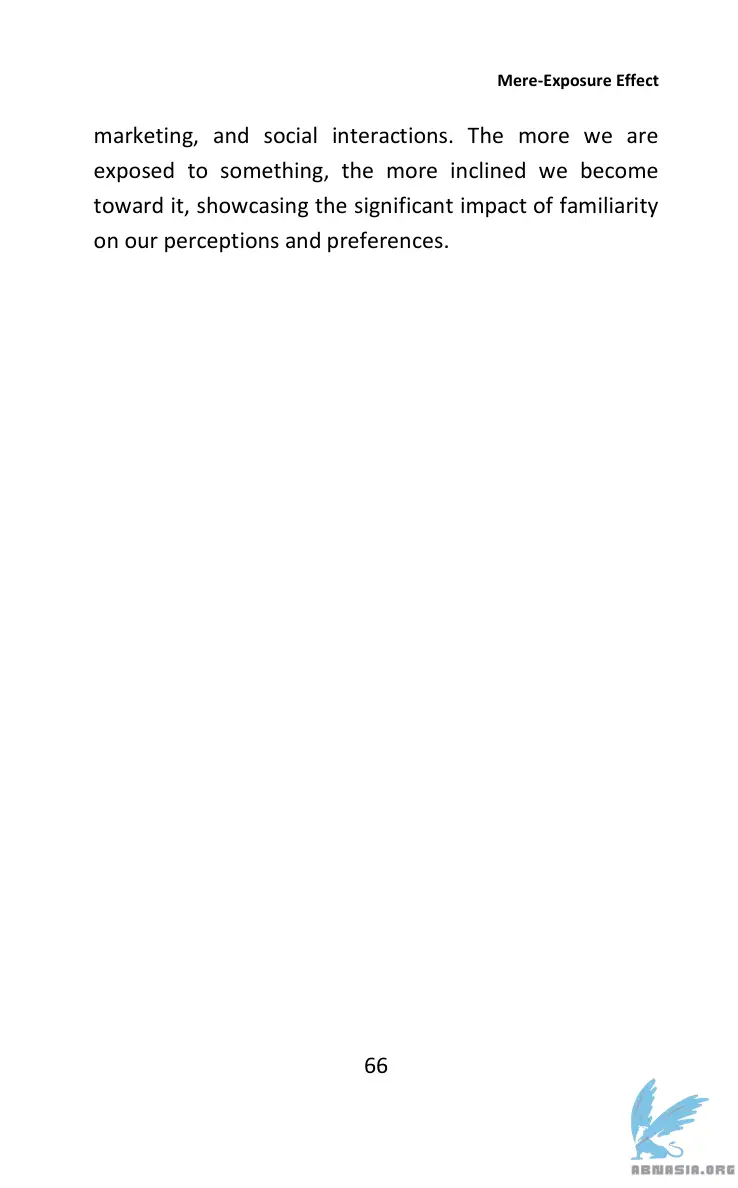 Mere-Exposure Effect
marketing, and social interactions. The more we are
exposed to something, the more inclined we become
toward it, showcasing the significant impact of familiarity
on our perceptions and preferences.
66
ABNASIA.ORG